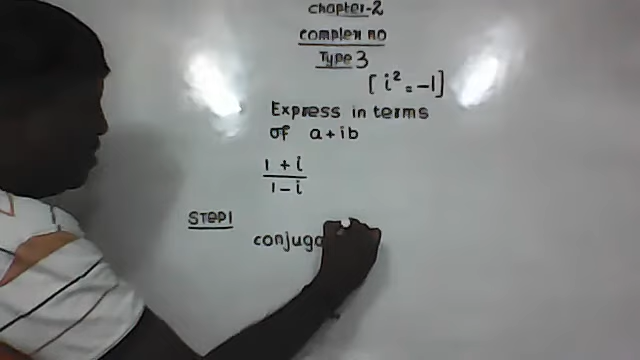 chapter-2
complex no
Type 3
[i² = -1]
Express in terms
of a+ib
1 + i
1 - i
STEP1
conjuga